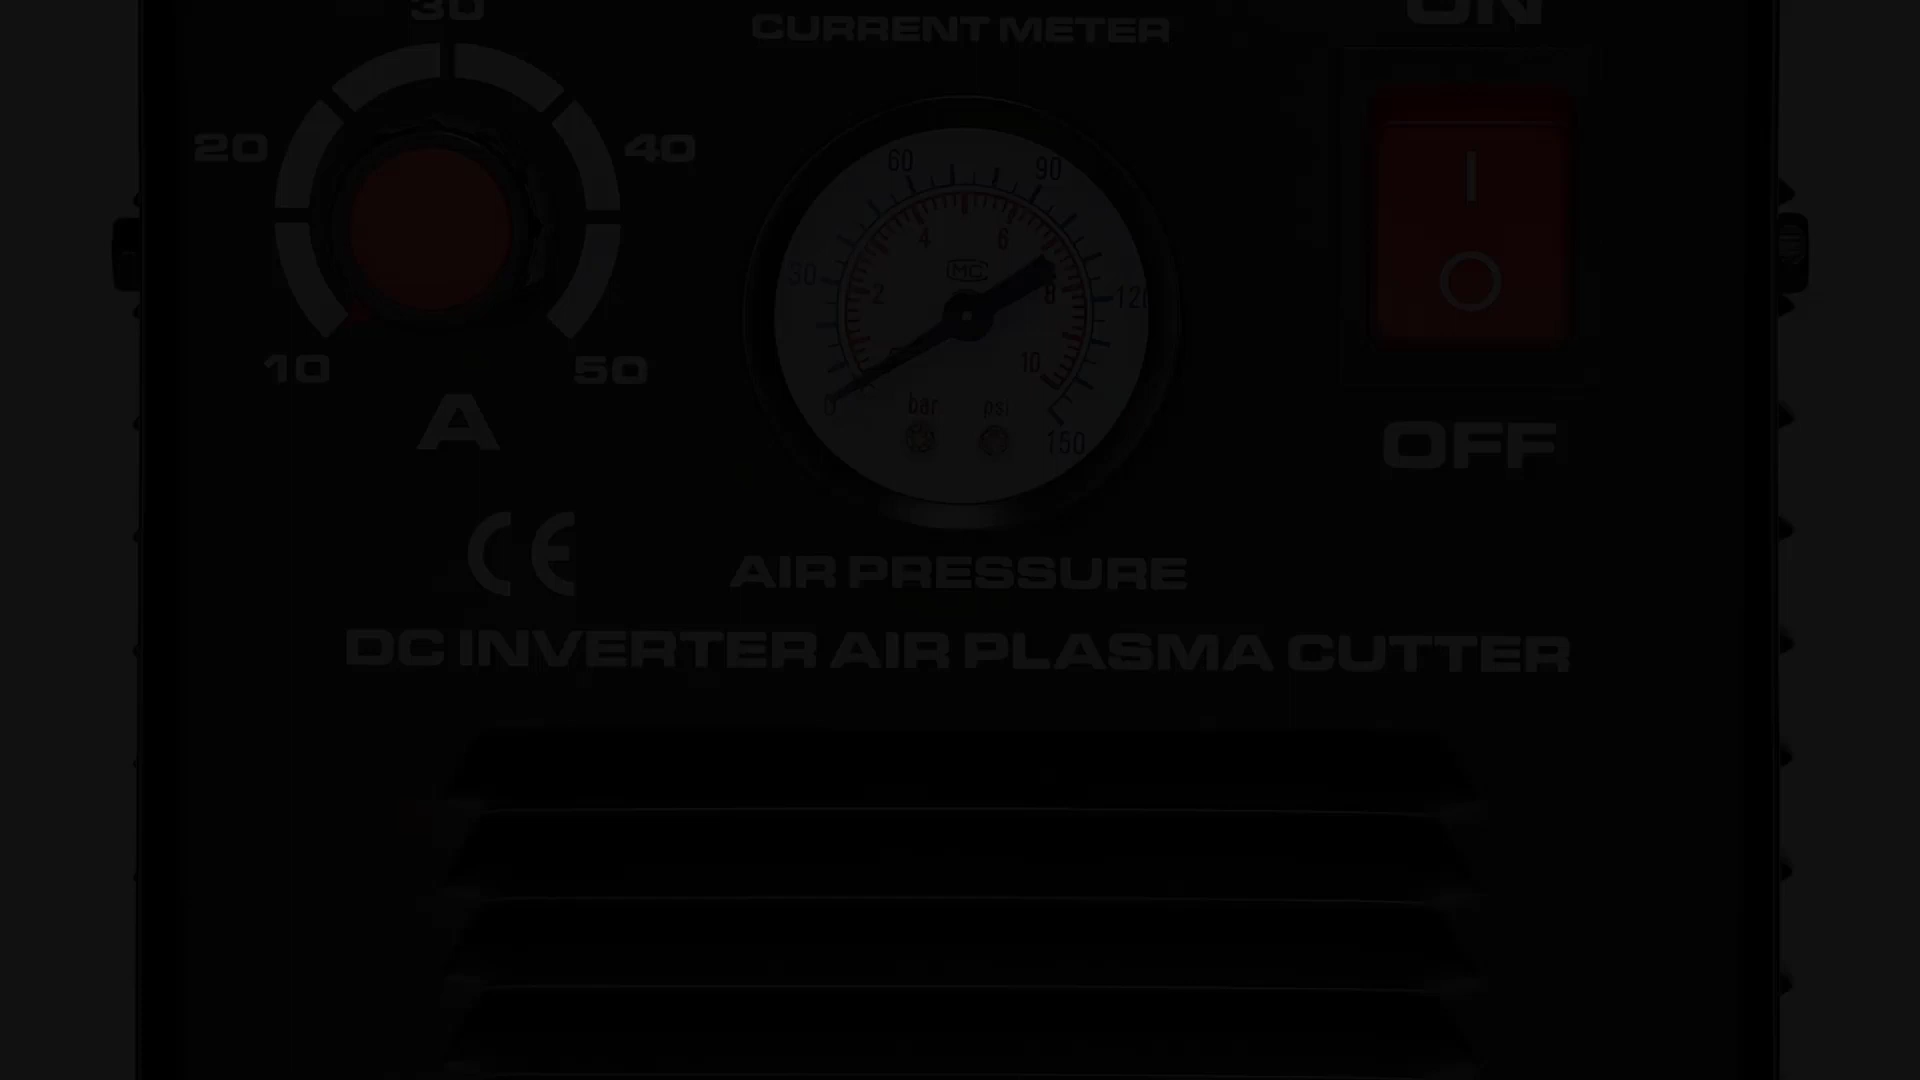 30
CURRENT METER
ON
20
40
10
50
A
60
90
30
120
4
6
2
8
10
0
150
MC
bar
psi
I
O
OFF
CE
AIR PRESSURE
DC INVERTER AIR PLASMA CUTTER